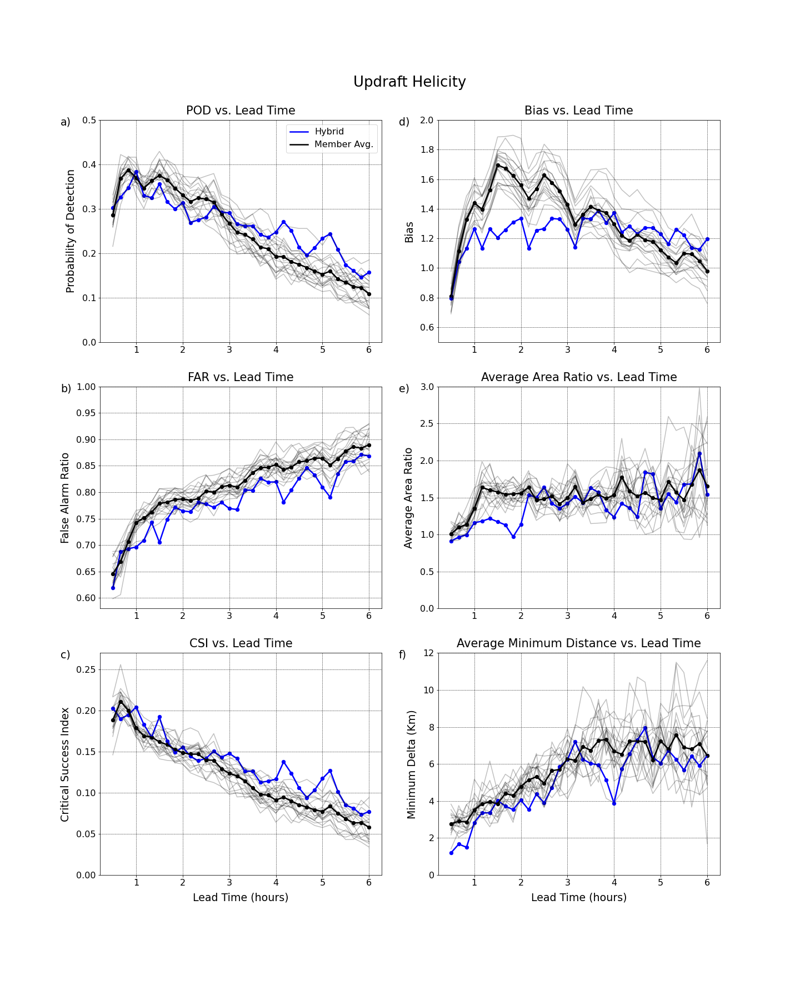 Updraft Helicity
a)
POD vs. Lead Time
Probability of Detection
0.5
0.4
0.3
0.2
0.1
0.0
1 2 3 4 5 6
Hybrid
Member Avg.
d)
Bias vs. Lead Time
Bias
2.0
1.8
1.6
1.4
1.2
1.0
0.8
0.6
1 2 3 4 5 6
b)
FAR vs. Lead Time
False Alarm Ratio
1.00
0.95
0.90
0.85
0.80
0.75
0.70
0.65
0.60
1 2 3 4 5 6
e)
Average Area Ratio vs. Lead Time
Average Area Ratio
3.0
2.5
2.0
1.5
1.0
0.5
0.0
1 2 3 4 5 6
c)
CSI vs. Lead Time
Critical Success Index
0.25
0.20
0.15
0.10
0.05
0.00
1 2 3 4 5 6
Lead Time (hours)
f)
Average Minimum Distance vs. Lead Time
Minimum Delta (Km)
12
10
8
6
4
2
0
1 2 3 4 5 6
Lead Time (hours)